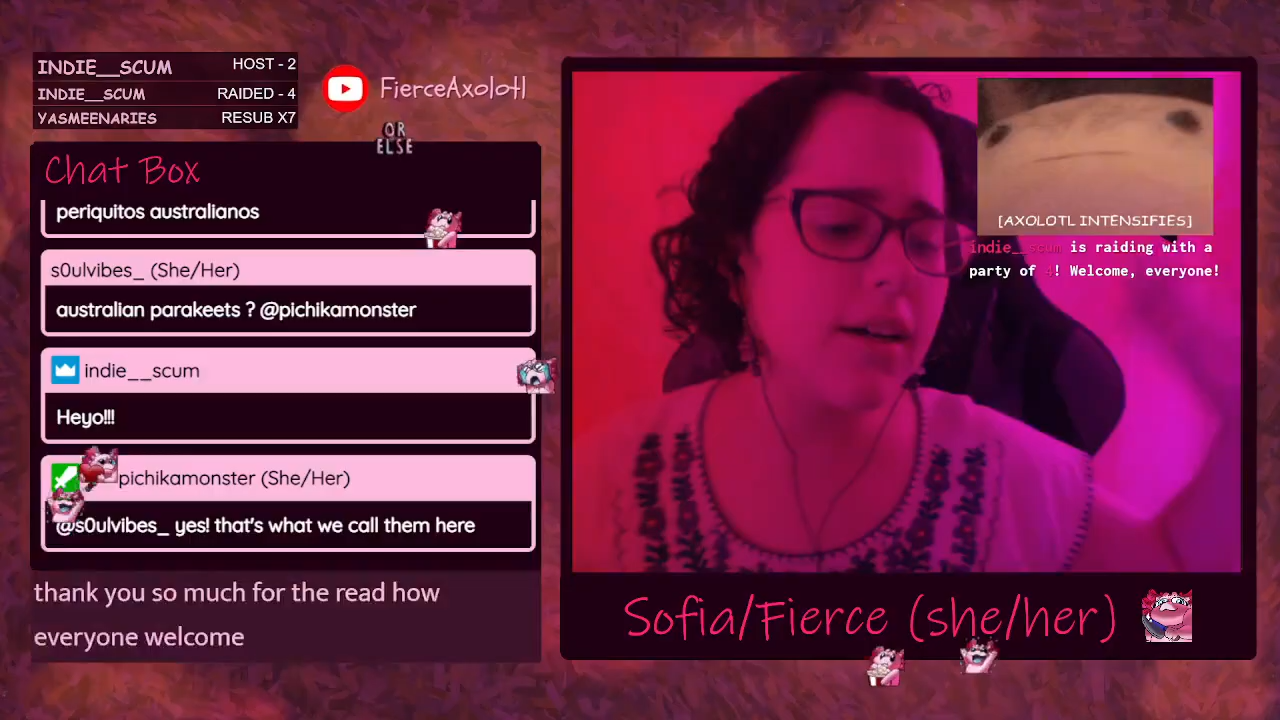 INDIE__SCUM HOST - 2
INDIE__SCUM RAIDED - 4
YASMEENARIES RESUB X7
FierceAxolotl
OR
ELSE
Chat Box
periquitos australianos
s0ulvibes_ (She/Her)
australian parakeets ? @pichikamonster
indie__scum
Heyo!!!
pichikamonster (She/Her)
@s0ulvibes_ yes! that's what we call them here
thank you so much for the read how
everyone welcome
[AXOLOTL INTENSIFIES]
indie__scum is raiding with a
party of 4! Welcome, everyone!
Sofia/Fierce (she/her)